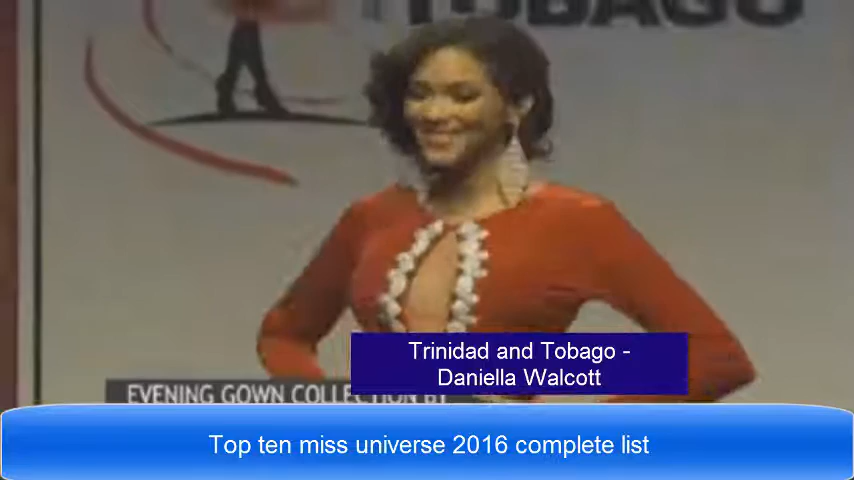 TOBAGO
Trinidad and Tobago -
Daniella Walcott
EVENING GOWN COLLECTION BY
Top ten miss universe 2016 complete list